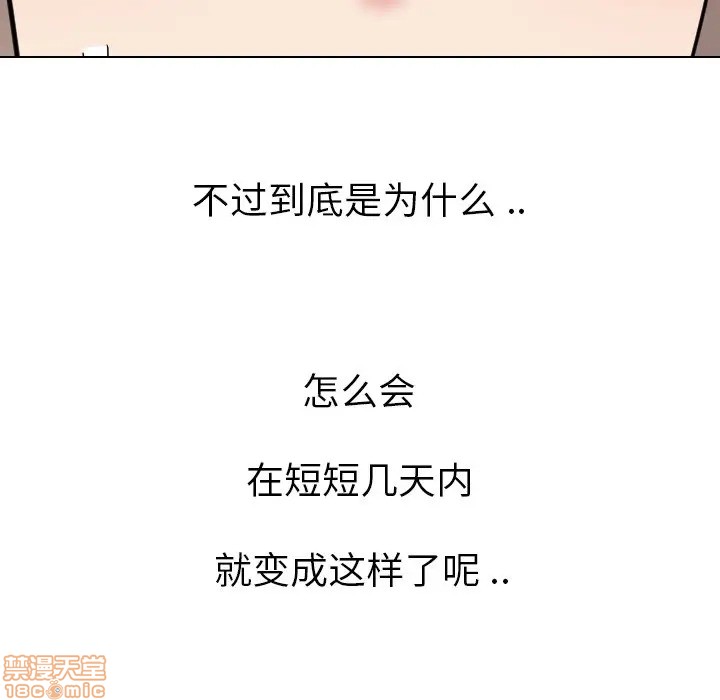 不过到底是为什么 ..
怎么会
在短短几天内
就变成这样了呢 ..
禁漫天堂
18comic